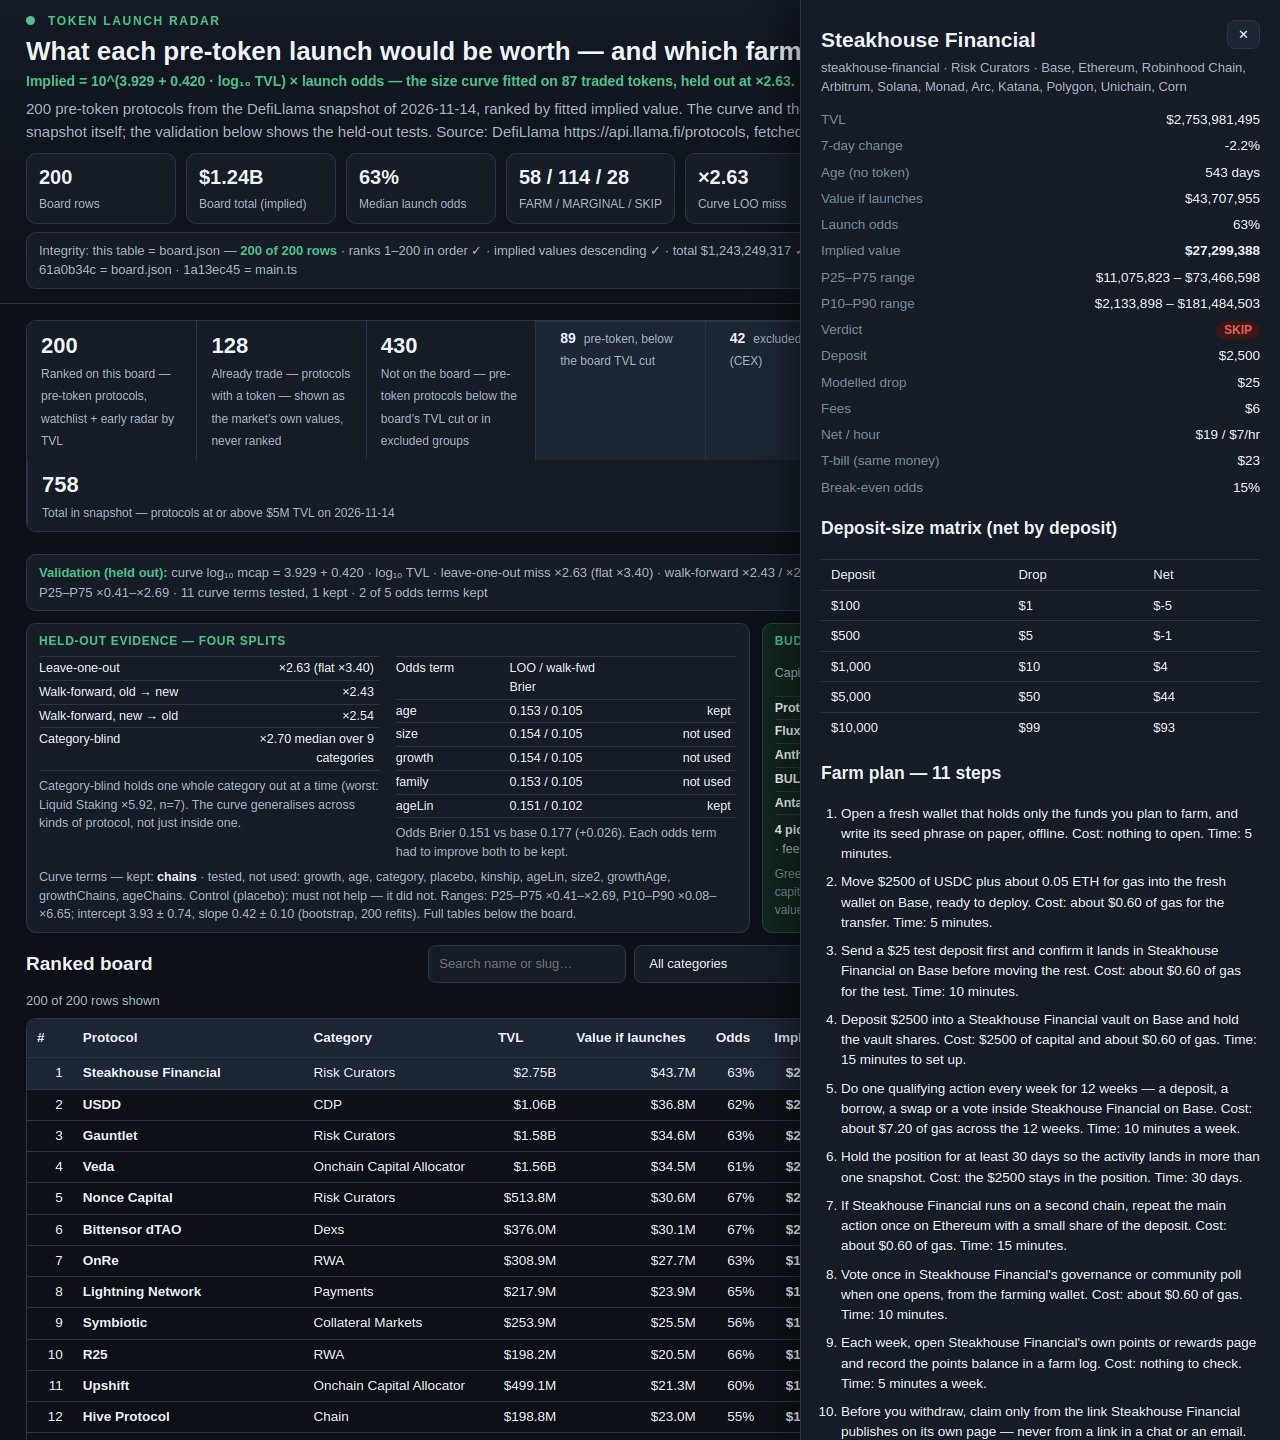 TOKEN LAUNCH RADAR
What each pre-token launch would be worth — and which farm
Implied = 10^(3.929 + 0.420 · log₁₀ TVL) × launch odds — the size curve fitted on 87 traded tokens, held out at ×2.63.
200 pre-token protocols from the DefiLlama snapshot of 2026-11-14, ranked by fitted implied value. The curve and th
snapshot itself; the validation below shows the held-out tests. Source: DefiLlama https://api.llama.fi/protocols, fetched
200
Board rows
$1.24B
Board total (implied)
63%
Median launch odds
58 / 114 / 28
FARM / MARGINAL / SKIP
×2.63
Curve LOO miss
Integrity: this table = board.json — 200 of 200 rows · ranks 1–200 in order ✓ · implied values descending ✓ · total $1,243,249,317 ✓
61a0b34c = board.json · 1a13ec45 = main.ts
200
Ranked on this board —
pre-token protocols,
watchlist + early radar by
TVL
128
Already trade — protocols
with a token — shown as
the market's own values,
never ranked
430
Not on the board — pre-
token protocols below the
board's TVL cut or in
excluded groups
89 pre-token, below
the board TVL cut
42 excluded
(CEX)
758
Total in snapshot — protocols at or above $5M TVL on 2026-11-14
Validation (held out): curve log₁₀ mcap = 3.929 + 0.420 · log₁₀ TVL · leave-one-out miss ×2.63 (flat ×3.40) · walk-forward ×2.43 / ×2
P25–P75 ×0.41–×2.69 · 11 curve terms tested, 1 kept · 2 of 5 odds terms kept
HELD-OUT EVIDENCE — FOUR SPLITS
Leave-one-out ×2.63 (flat ×3.40)
Walk-forward, old → new ×2.43
Walk-forward, new → old ×2.54
Category-blind ×2.70 median over 9
categories
Category-blind holds one whole category out at a time (worst:
Liquid Staking ×5.92, n=7). The curve generalises across
kinds of protocol, not just inside one.
Odds term LOO / walk-fwd
Brier
age 0.153 / 0.105 kept
size 0.154 / 0.105 not used
growth 0.154 / 0.105 not used
family 0.153 / 0.105 not used
ageLin 0.151 / 0.102 kept
Odds Brier 0.151 vs base 0.177 (+0.026). Each odds term
had to improve both to be kept.
Curve terms — kept: chains · tested, not used: growth, age, category, placebo, kinship, ageLin, size2, growthAge,
growthChains, ageChains. Control (placebo): must not help — it did not. Ranges: P25–P75 ×0.41–×2.69, P10–P90 ×0.08–
×6.65; intercept 3.93 ± 0.74, slope 0.42 ± 0.10 (bootstrap, 200 refits). Full tables below the board.
BUD
Capi
Prot
Flux
Anth
BUL
Anta
4 pic
· fee
Gree
capit
value
Ranked board
Search name or slug…
All categories
200 of 200 rows shown
# Protocol Category TVL Value if launches Odds Impl
1 Steakhouse Financial Risk Curators $2.75B $43.7M 63% $2
2 USDD CDP $1.06B $36.8M 62% $2
3 Gauntlet Risk Curators $1.58B $34.6M 63% $2
4 Veda Onchain Capital Allocator $1.56B $34.5M 61% $2
5 Nonce Capital Risk Curators $513.8M $30.6M 67% $2
6 Bittensor dTAO Dexs $376.0M $30.1M 67% $2
7 OnRe RWA $308.9M $27.7M 63% $1
8 Lightning Network Payments $217.9M $23.9M 65% $1
9 Symbiotic Collateral Markets $253.9M $25.5M 56% $1
10 R25 RWA $198.2M $20.5M 66% $1
11 Upshift Onchain Capital Allocator $499.1M $21.3M 60% $1
12 Hive Protocol Chain $198.8M $23.0M 55% $1
Steakhouse Financial
✕
steakhouse-financial · Risk Curators · Base, Ethereum, Robinhood Chain,
Arbitrum, Solana, Monad, Arc, Katana, Polygon, Unichain, Corn
TVL $2,753,981,495
7-day change -2.2%
Age (no token) 543 days
Value if launches $43,707,955
Launch odds 63%
Implied value $27,299,388
P25–P75 range $11,075,823 – $73,466,598
P10–P90 range $2,133,898 – $181,484,503
Verdict SKIP
Deposit $2,500
Modelled drop $25
Fees $6
Net / hour $19 / $7/hr
T-bill (same money) $23
Break-even odds 15%
Deposit-size matrix (net by deposit)
Deposit Drop Net
$100 $1 $-5
$500 $5 $-1
$1,000 $10 $4
$5,000 $50 $44
$10,000 $99 $93
Farm plan — 11 steps
1. Open a fresh wallet that holds only the funds you plan to farm, and
write its seed phrase on paper, offline. Cost: nothing to open. Time: 5
minutes.
2. Move $2500 of USDC plus about 0.05 ETH for gas into the fresh
wallet on Base, ready to deploy. Cost: about $0.60 of gas for the
transfer. Time: 5 minutes.
3. Send a $25 test deposit first and confirm it lands in Steakhouse
Financial on Base before moving the rest. Cost: about $0.60 of gas
for the test. Time: 10 minutes.
4. Deposit $2500 into a Steakhouse Financial vault on Base and hold
the vault shares. Cost: $2500 of capital and about $0.60 of gas. Time:
15 minutes to set up.
5. Do one qualifying action every week for 12 weeks — a deposit, a
borrow, a swap or a vote inside Steakhouse Financial on Base. Cost:
about $7.20 of gas across the 12 weeks. Time: 10 minutes a week.
6. Hold the position for at least 30 days so the activity lands in more than
one snapshot. Cost: the $2500 stays in the position. Time: 30 days.
7. If Steakhouse Financial runs on a second chain, repeat the main
action once on Ethereum with a small share of the deposit. Cost:
about $0.60 of gas. Time: 15 minutes.
8. Vote once in Steakhouse Financial's governance or community poll
when one opens, from the farming wallet. Cost: about $0.60 of gas.
Time: 10 minutes.
9. Each week, open Steakhouse Financial's own points or rewards page
and record the points balance in a farm log. Cost: nothing to check.
Time: 5 minutes a week.
10. Before you withdraw, claim only from the link Steakhouse Financial
publishes on its own page — never from a link in a chat or an email.